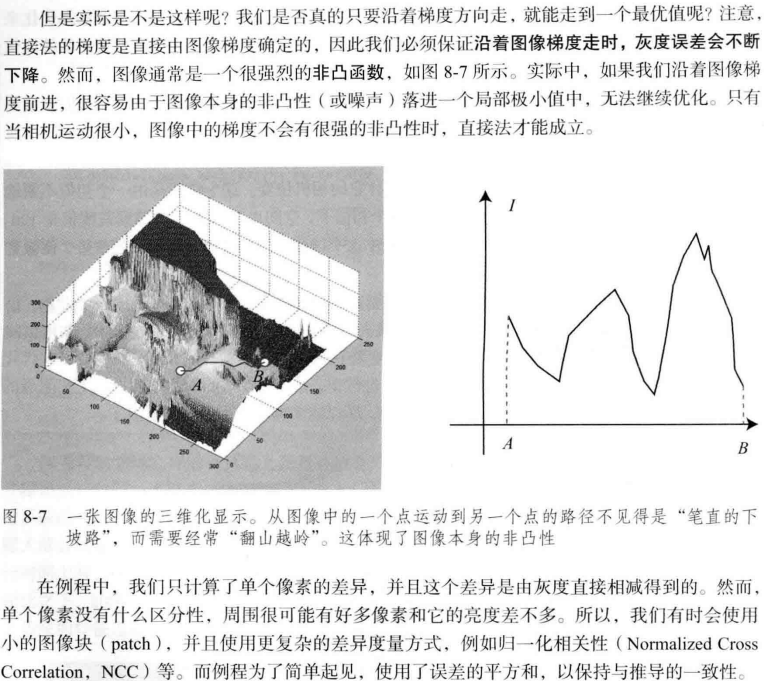 但是实际是不是这样呢？我们是否真的只要沿着梯度方向走，就能走到一个最优值呢？注意，
直接法的梯度是直接由图像梯度确定的，因此我们必须保证沿着图像梯度走时，灰度误差会不断
下降。然而，图像通常是一个很强烈的非凸函数，如图 8-7 所示。实际中，如果我们沿着图像梯
度前进，很容易由于图像本身的非凸性（或噪声）落进一个局部极小值中，无法继续优化。只有
当相机运动很小，图像中的梯度不会有很强的非凸性时，直接法才能成立。
300
200
100
0
0
50
100
150
200
250
300
0
50
100
150
200
250
A
B
I
A
B
图 8-7 一张图像的三维化显示。从图像中的一个点运动到另一个点的路径不见得是“笔直的下
坡路”，而需要经常“翻山越岭”。这体现了图像本身的非凸性
在例程中，我们只计算了单个像素的差异，并且这个差异是由灰度直接相减得到的。然而，
单个像素没有什么区分性，周围很可能有好多像素和它的亮度差不多。所以，我们有时会使用
小的图像块（patch），并且使用更复杂的差异度量方式，例如归一化相关性（Normalized Cross
Correlation，NCC）等。而例程为了简单起见，使用了误差的平方和，以保持与推导的一致性。